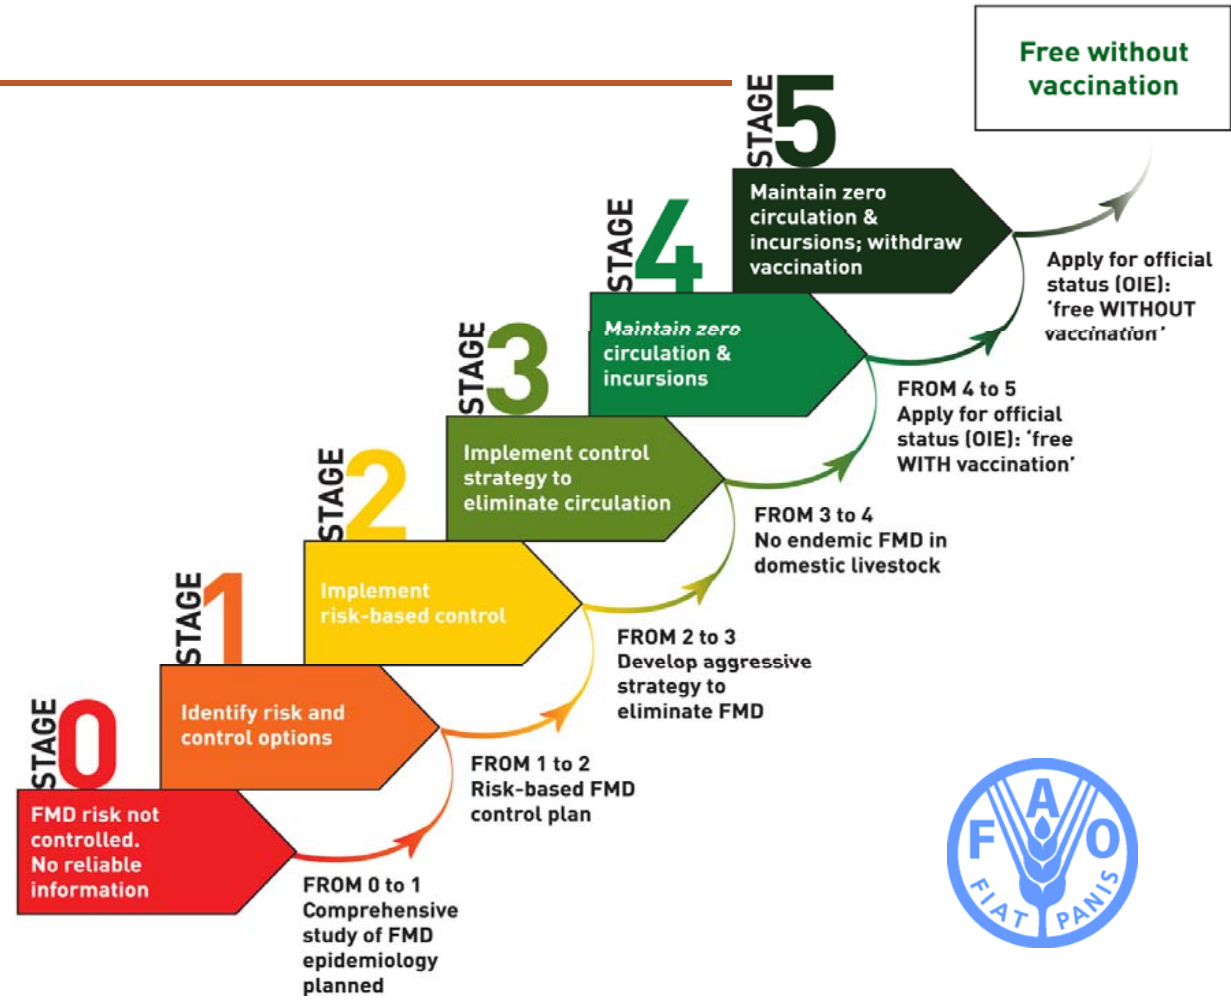 Free without
vaccination
STAGE 5
Maintain zero
circulation &
incursions; withdraw
vaccination
Apply for official
status (OIE):
‘free WITHOUT
vaccination’
STAGE 4
Maintain zero
circulation &
incursions
FROM 4 to 5
Apply for official
status (OIE): ‘free
WITH vaccination’
STAGE 3
Implement control
strategy to
eliminate circulation
FROM 3 to 4
No endemic FMD in
domestic livestock
STAGE 2
Implement
risk-based control
FROM 2 to 3
Develop aggressive
strategy to
eliminate FMD
STAGE 1
Identify risk and
control options
FROM 1 to 2
Risk-based FMD
control plan
STAGE 0
FMD risk not
controlled.
No reliable
information
FROM 0 to 1
Comprehensive
study of FMD
epidemiology
planned
FAO
FIAT PANIS